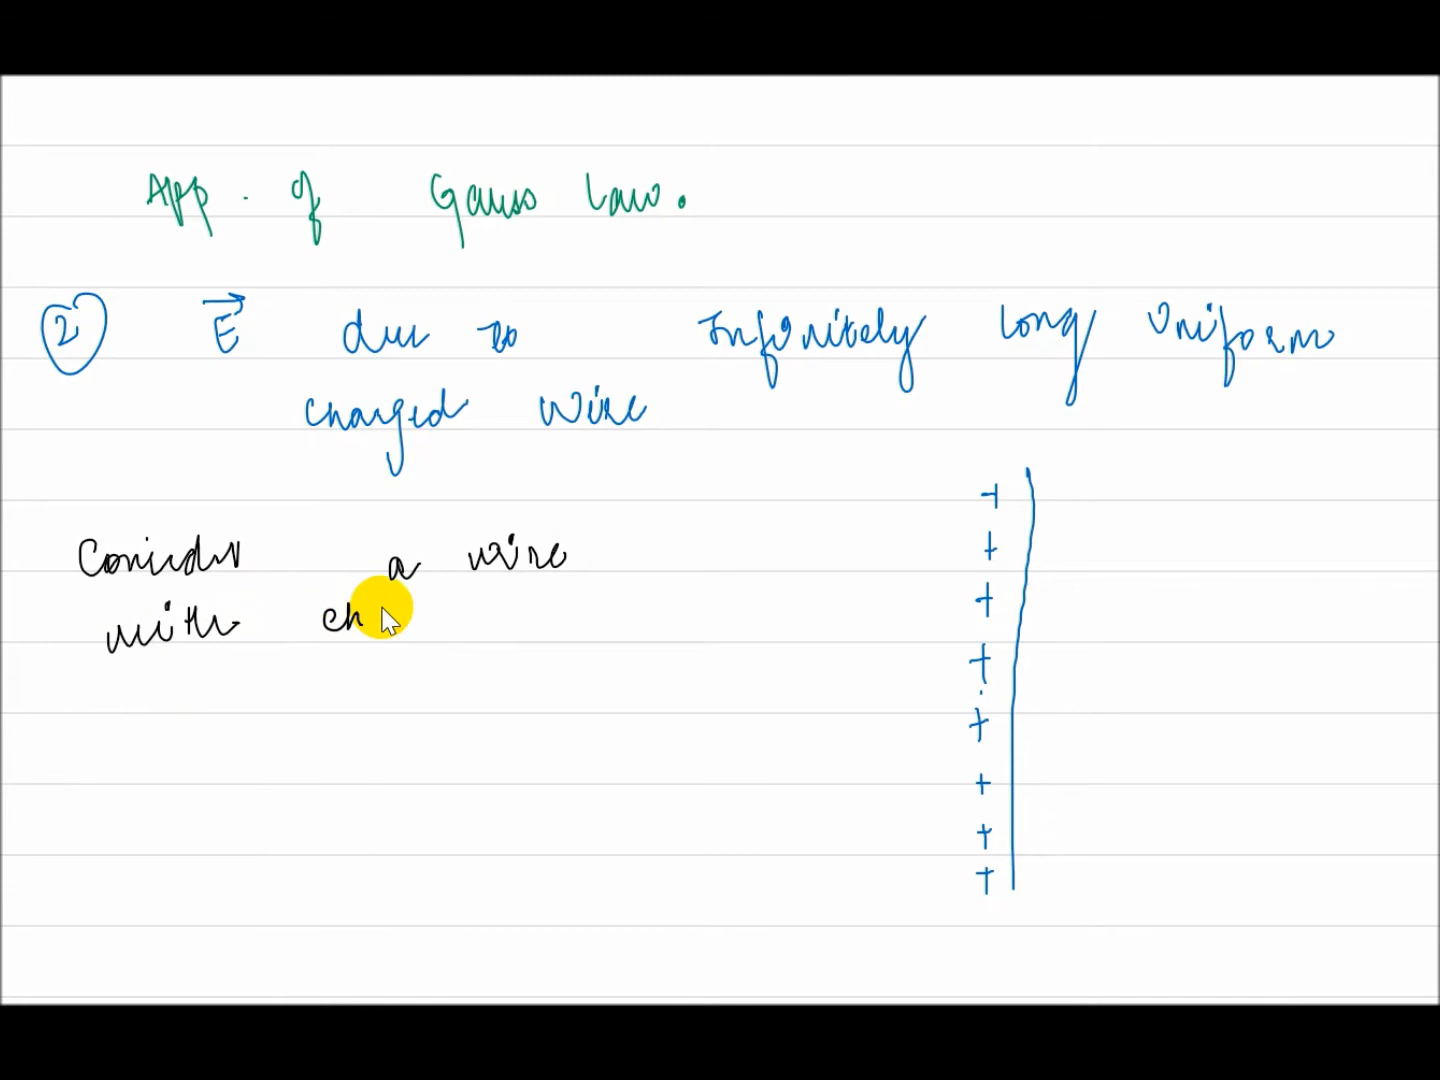 App. of Gauss Law.
② E due to Infinitely long Uniform
charged wire
Consider a wire
with ch
+
+
+
+
+
+
+
+